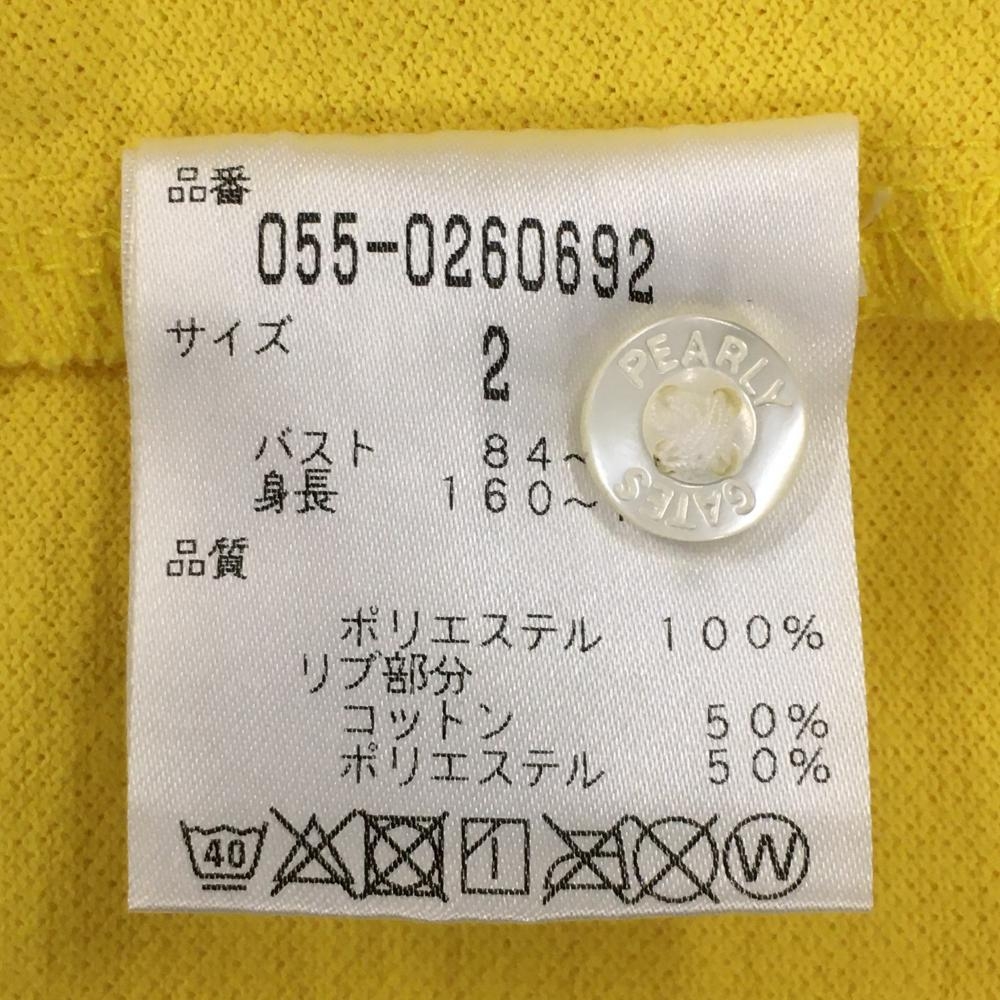 品番
055-0260692
サイズ
2
バスト 84~
身長 160~
PEARLY
GATES
品質
ポリエステル 100%
リブ部分
コットン 50%
ポリエステル 50%
40
W